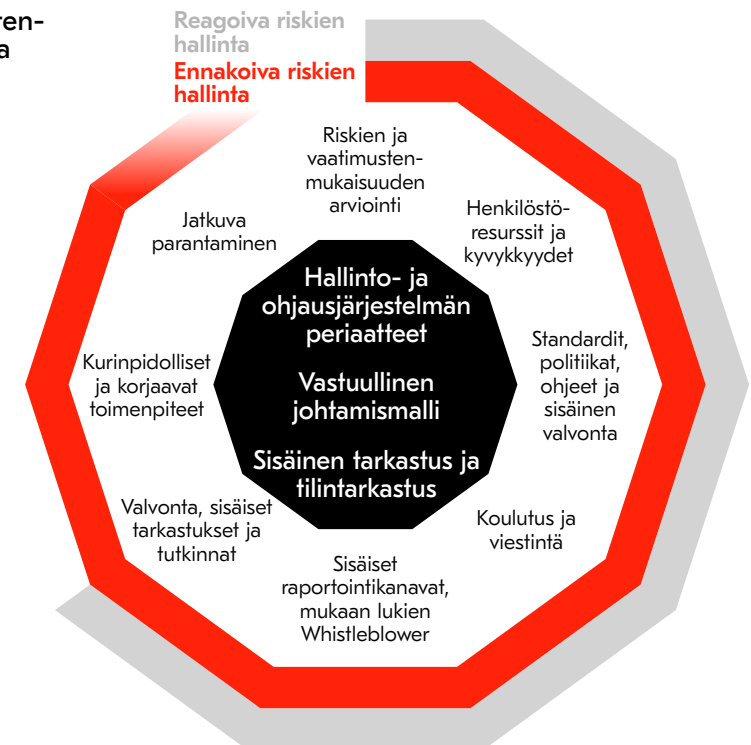 ten-
a
Reagoiva riskien
hallinta
Ennakoiva riskien
hallinta
Riskien ja
vaatimusten-
mukaisuuden
arviointi
Henkilöstö-
resurssit ja
kyvykkyydet
Standardit,
politiikat,
ohjeet ja
sisäinen
valvonta
Koulutus ja
viestintä
Sisäiset
raportointikanavat,
mukaan lukien
Whistleblower
Valvonta, sisäiset
tarkastukset ja
tutkinnat
Kurinpidolliset
ja korjaavat
toimenpiteet
Jatkuva
parantaminen
Hallinto- ja
ohjausjärjestelmän
periaatteet
Vastuullinen
johtamismalli
Sisäinen tarkastus ja
tilintarkastus